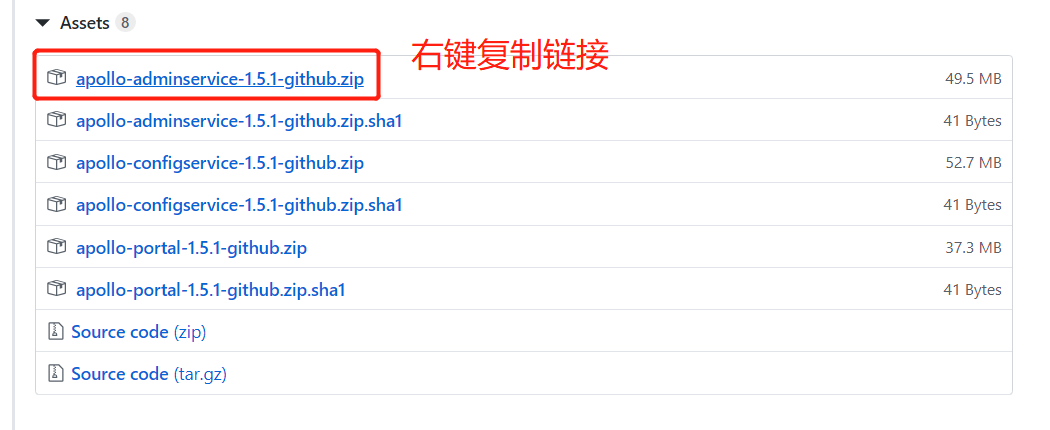 Assets 8
右键复制链接
apollo-adminservice-1.5.1-github.zip 49.5 MB
apollo-adminservice-1.5.1-github.zip.sha1 41 Bytes
apollo-configservice-1.5.1-github.zip 52.7 MB
apollo-configservice-1.5.1-github.zip.sha1 41 Bytes
apollo-portal-1.5.1-github.zip 37.3 MB
apollo-portal-1.5.1-github.zip.sha1 41 Bytes
Source code (zip)
Source code (tar.gz)